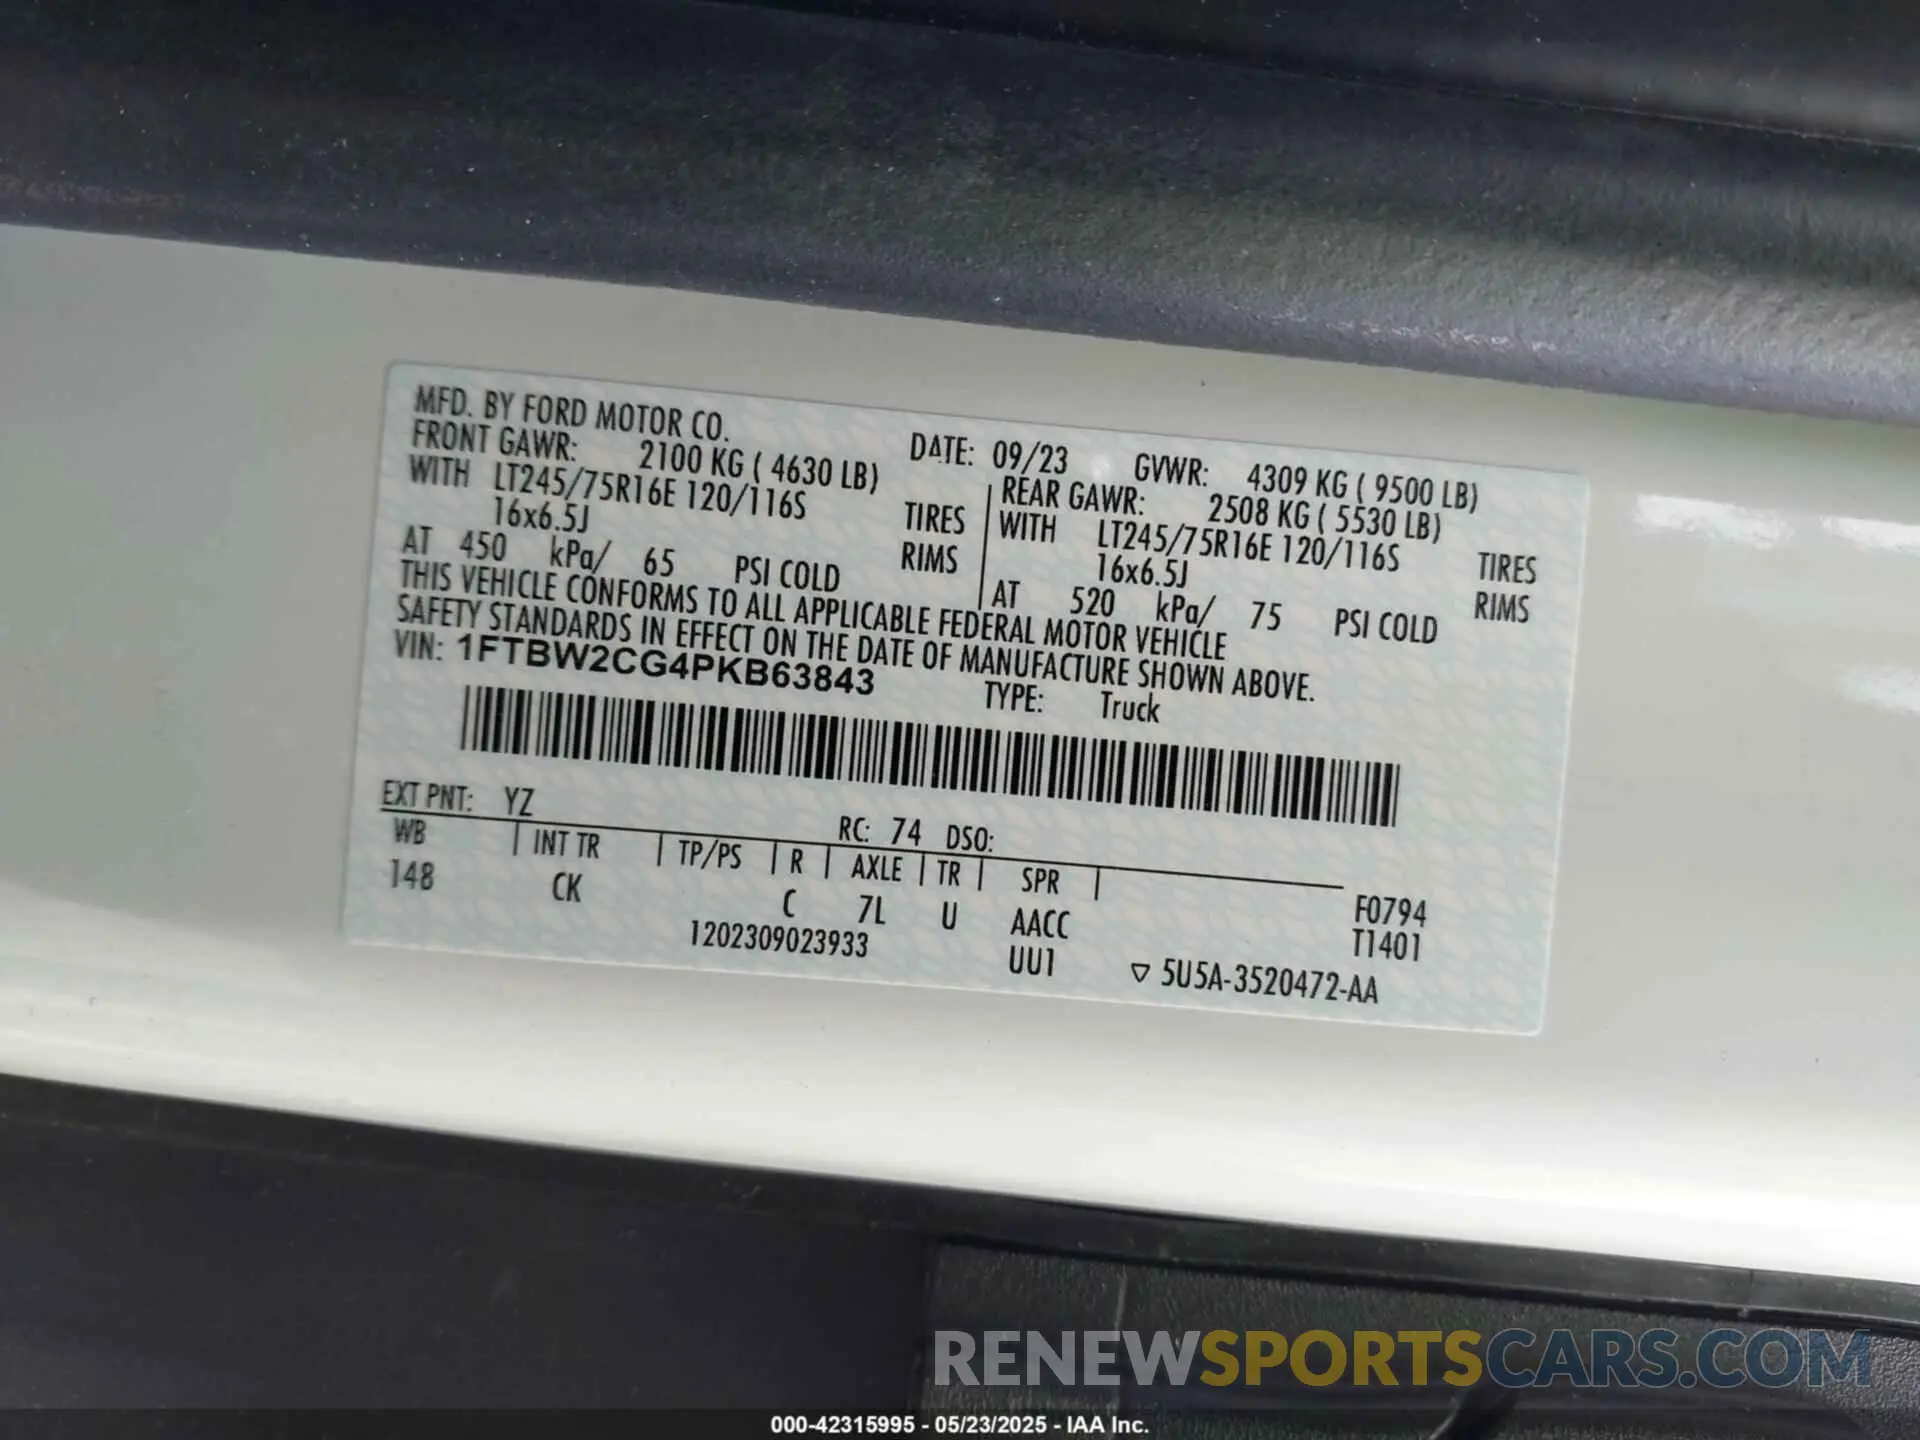 MFD. BY FORD MOTOR CO.
DATE: 09/23 GVWR: 4309 KG ( 9500 LB)
FRONT GAWR: 2100 KG ( 4630 LB)
WITH LT245/75R16E 120/116S TIRES
16x6.5J RIMS
AT 450 kPa/ 65 PSI COLD
REAR GAWR: 2508 KG ( 5530 LB)
WITH LT245/75R16E 120/116S TIRES
16x6.5J RIMS
AT 520 kPa/ 75 PSI COLD
THIS VEHICLE CONFORMS TO ALL APPLICABLE FEDERAL MOTOR VEHICLE
SAFETY STANDARDS IN EFFECT ON THE DATE OF MANUFACTURE SHOWN ABOVE.
VIN: 1FTBW2CG4PKB63843 TYPE: Truck
EXT PNT: YZ RC: 74 DSO:
WB INT TR TP/PS R AXLE TR SPR
148 CK C 7L U AACC F0794
1202309023933 UU1 T1401
▽ 5U5A-3520472-AA
RENEWSPORTSCARS.COM
000-42315995 - 05/23/2025 - IAA Inc.